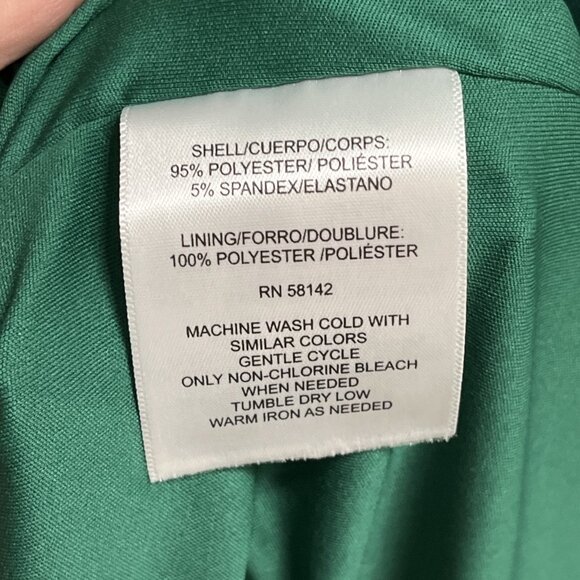 SHELL/CUERPO/CORPS:
95% POLYESTER/ POLIÉSTER
5% SPANDEX/ELASTANO
LINING/FORRO/DOUBLURE:
100% POLYESTER /POLIÉSTER
RN 58142
MACHINE WASH COLD WITH
SIMILAR COLORS
GENTLE CYCLE
ONLY NON-CHLORINE BLEACH
WHEN NEEDED
TUMBLE DRY LOW
WARM IRON AS NEEDED